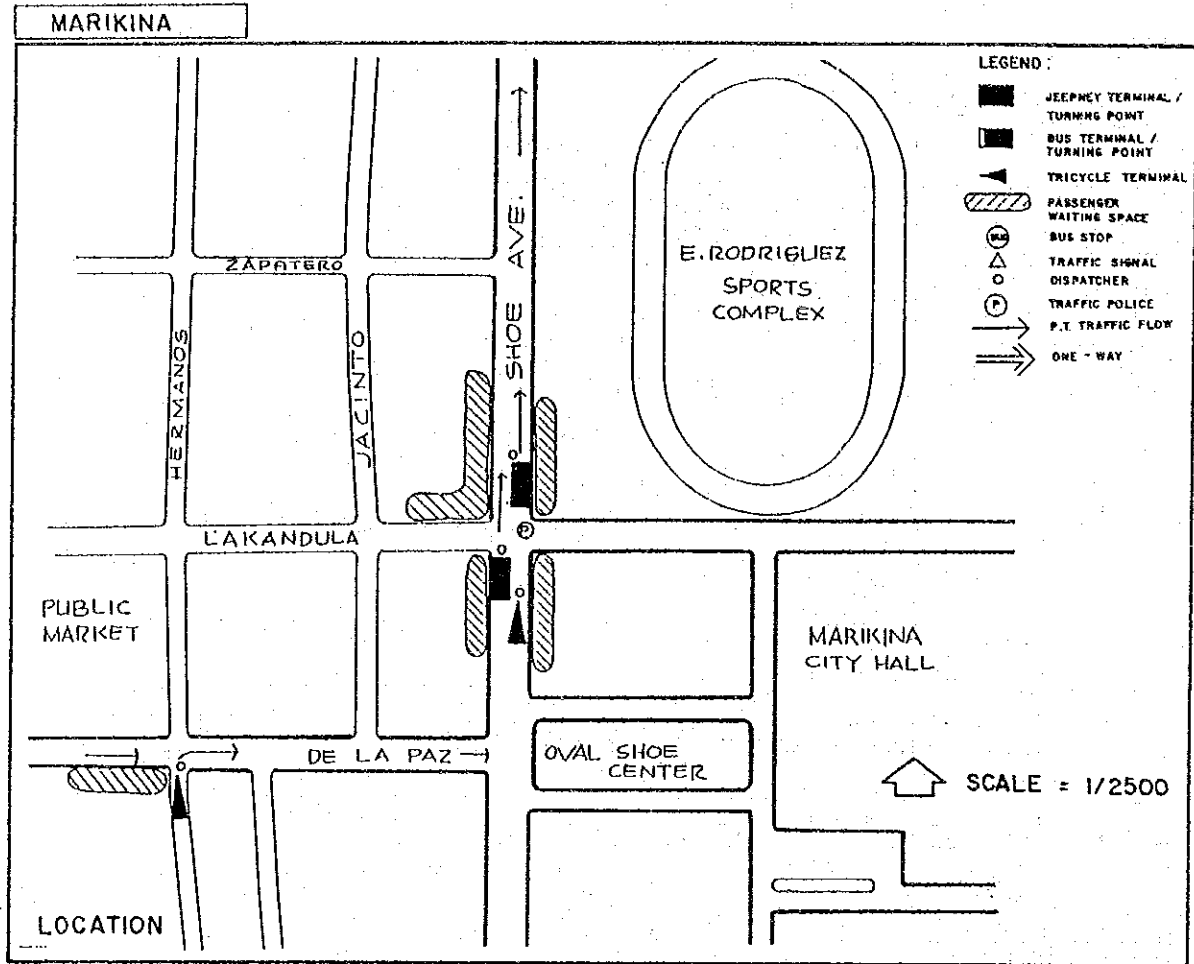 MARIKINA
LEGEND :
JEEPNEY TERMINAL /
TURNING POINT
BUS TERMINAL /
TURNING POINT
TRICYCLE TERMINAL
PASSENGER
WAITING SPACE
BUS STOP
TRAFFIC SIGNAL
DISPATCHER
P
TRAFFIC POLICE
P.T. TRAFFIC FLOW
ONE - WAY
SHOE AVE.
E. RODRIGUEZ
SPORTS
COMPLEX
ZAPATERO
HERMANOS
JACINTO
LAKANDULA
P
PUBLIC
MARKET
MARIKINA
CITY HALL
DE LA PAZ
OVAL SHOE
CENTER
SCALE = 1/2500
LOCATION